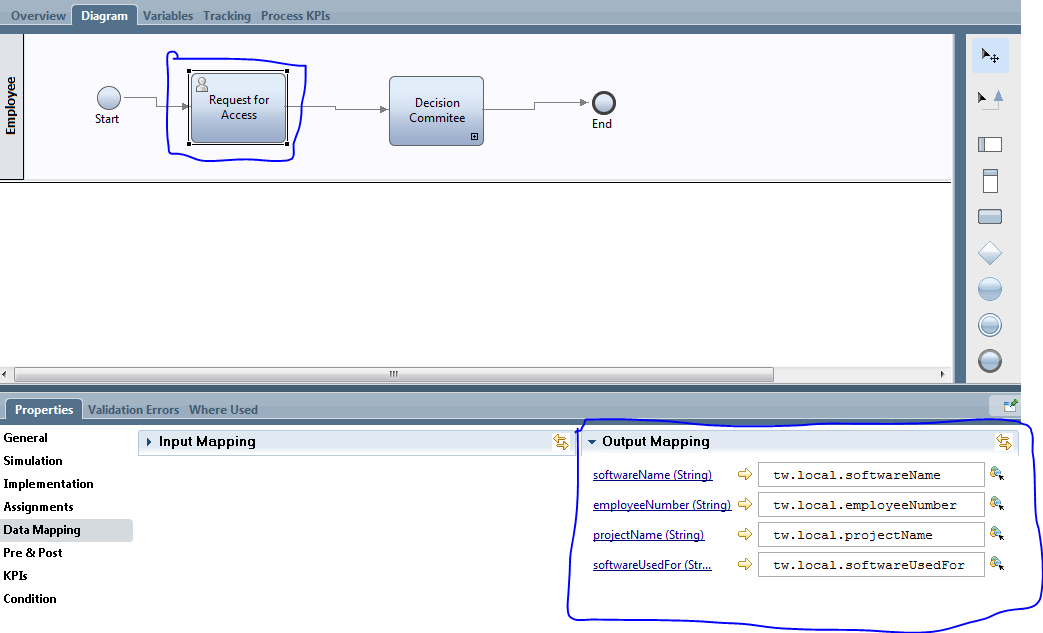 Overview Diagram Variables Tracking Process KPIs
Employee
Start
Request for
Access
Decision
Commitee
End
Properties Validation Errors Where Used
General
Simulation
Implementation
Assignments
Data Mapping
Pre & Post
KPIs
Condition
Input Mapping
Output Mapping
softwareName (String) tw.local.softwareName
employeeNumber (String) tw.local.employeeNumber
projectName (String) tw.local.projectName
softwareUsedFor (Str... tw.local.softwareUsedFor